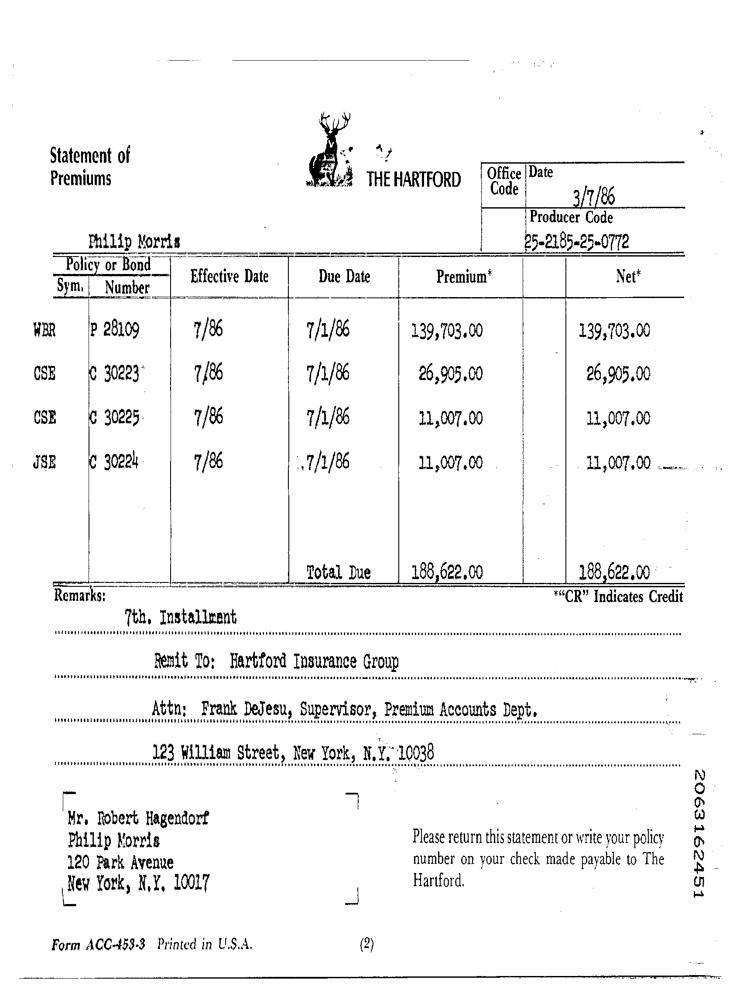 Statement of
Premiums
THE HARTFORD
Office Code
Date
3/7/86
Producer Code
Philip Morris
25-2185-25-0772
Policy or Bond
Sym. Number Effective Date Due Date Premium* Net*
WBR P 28109 7/86 7/1/86 139,703.00 139,703.00
CSE C 30223 7/86 7/1/86 26,905.00 26,905.00
CSE C 30225 7/86 7/1/86 11,007.00 11,007.00
JSE C 30224 7/86 7/1/86 11,007.00 11,007.00
Total Due 188,622.00 188,622.00
Remarks: *"CR" Indicates Credit
7th. Installment
Remit To: Hartford Insurance Group
Attn: Frank DeJesu, Supervisor, Premium Accounts Dept.
123 William Street, New York, N.Y. 10038
Mr. Robert Hagendorf
Philip Morris
120 Park Avenue
New York, N.Y. 10017
Please return this statement or write your policy
number on your check made payable to The
Hartford.
2063162451
Form ACC-453-3 Printed in U.S.A. (2)